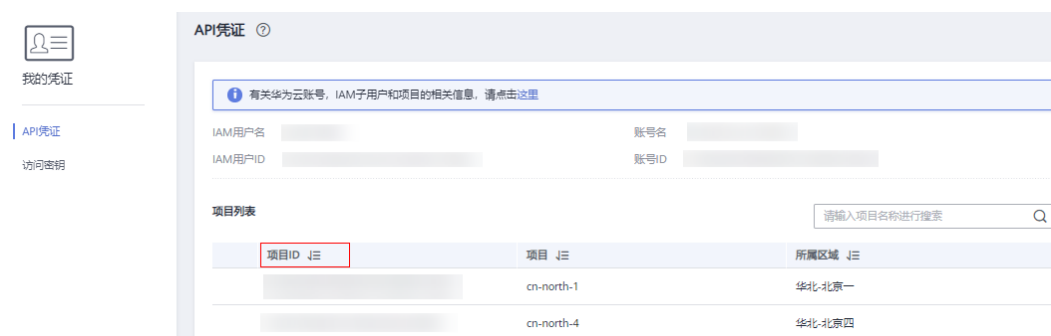 API凭证
我的凭证
有关华为云账号，IAM子用户和项目的相关信息，请点击这里
API凭证
IAM用户名 账号名
访问密钥
IAM用户ID 账号ID
项目列表
请输入项目名称进行搜索
项目ID 项目 所属区域
cn-north-1 华北-北京一
cn-north-4 华北-北京四